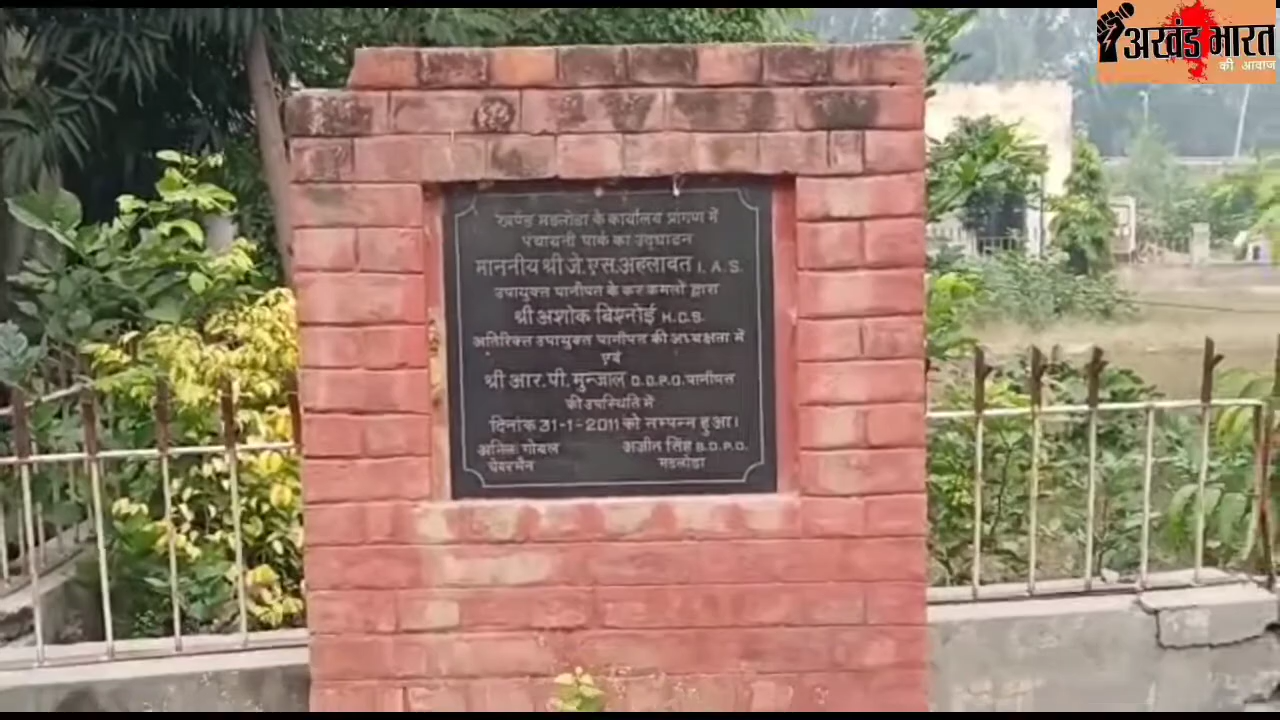 अखंड भारत
की आवाज
खण्ड मडलोडा के कार्यालय प्रांगण में
पंचायती पार्क का उद्घाटन
माननीय श्री जे.एस.अहलावत I.A.S.
उपायुक्त पानीपत के कर कमलों द्वारा
श्री अशोक बिश्नोई H.C.S.
अतिरिक्त उपायुक्त पानीपत की अध्यक्षता में
एवं
श्री आर.पी.मुन्जाल D.D.P.O.पानीपत
की उपस्थिति में
दिनांक 31-1-2011 को सम्पन्न हुआ।
अनिल गोयल अजीत सिंह B.D.P.O.
चेयरमैन मडलोडा